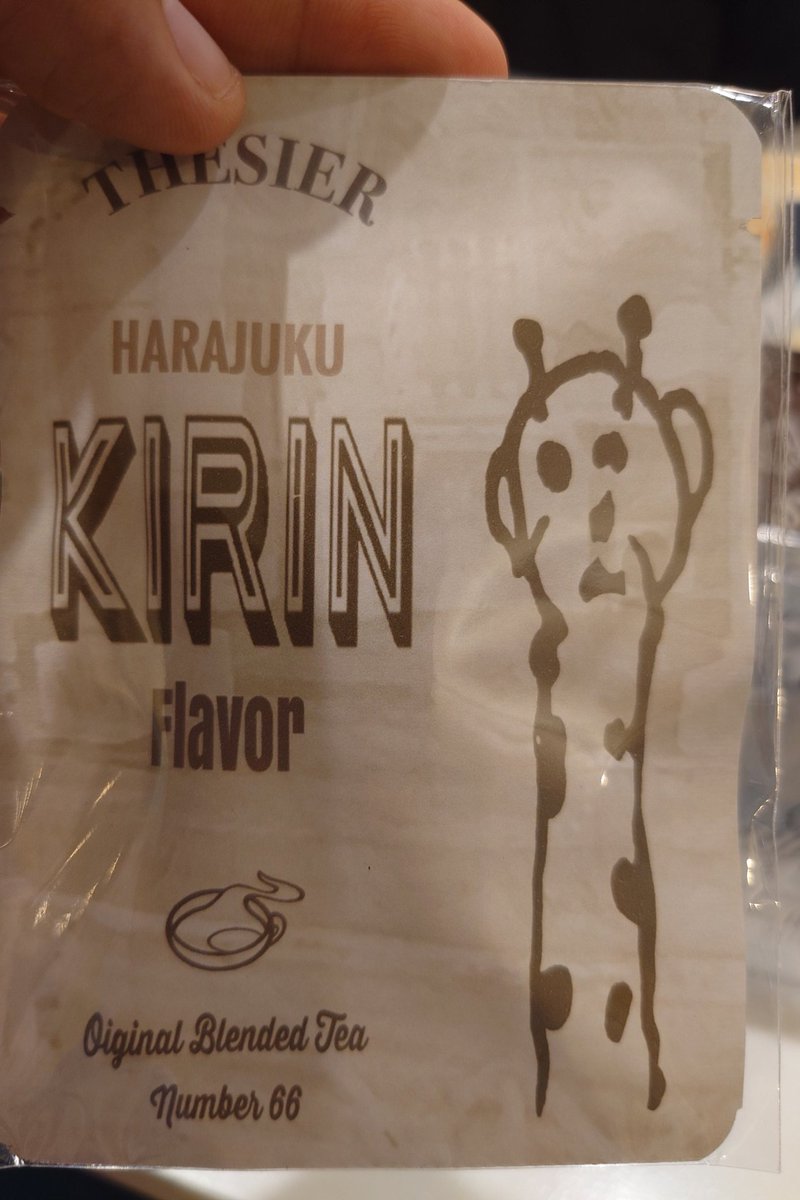 THESIER
HARAJUKU
KIRIN
Flavor
Oiginal Blended Tea
Number 66